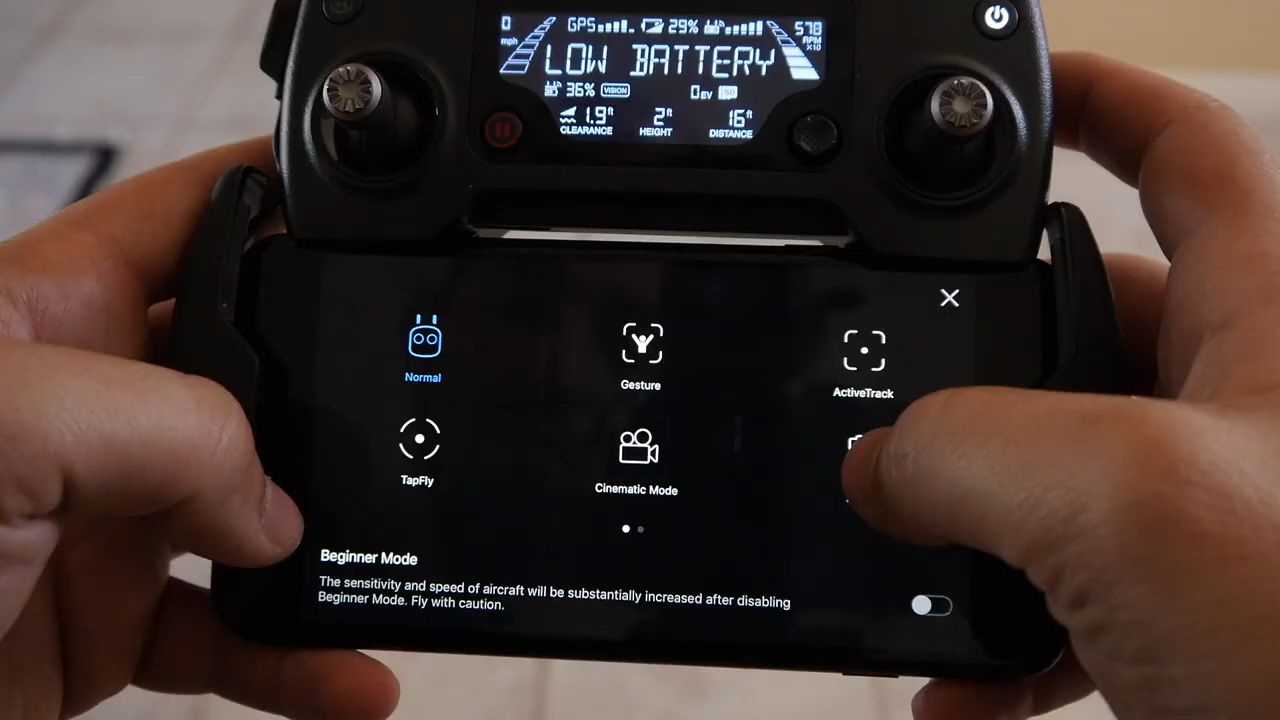 0 GPS 29% 578
mph RPM
X10
LOW BATTERY
36% VISION 0EV ISO
1.9ft 2ft 16ft
CLEARANCE HEIGHT DISTANCE
Normal
Gesture
ActiveTrack
TapFly
Cinematic Mode
Beginner Mode
The sensitivity and speed of aircraft will be substantially increased after disabling
Beginner Mode. Fly with caution.